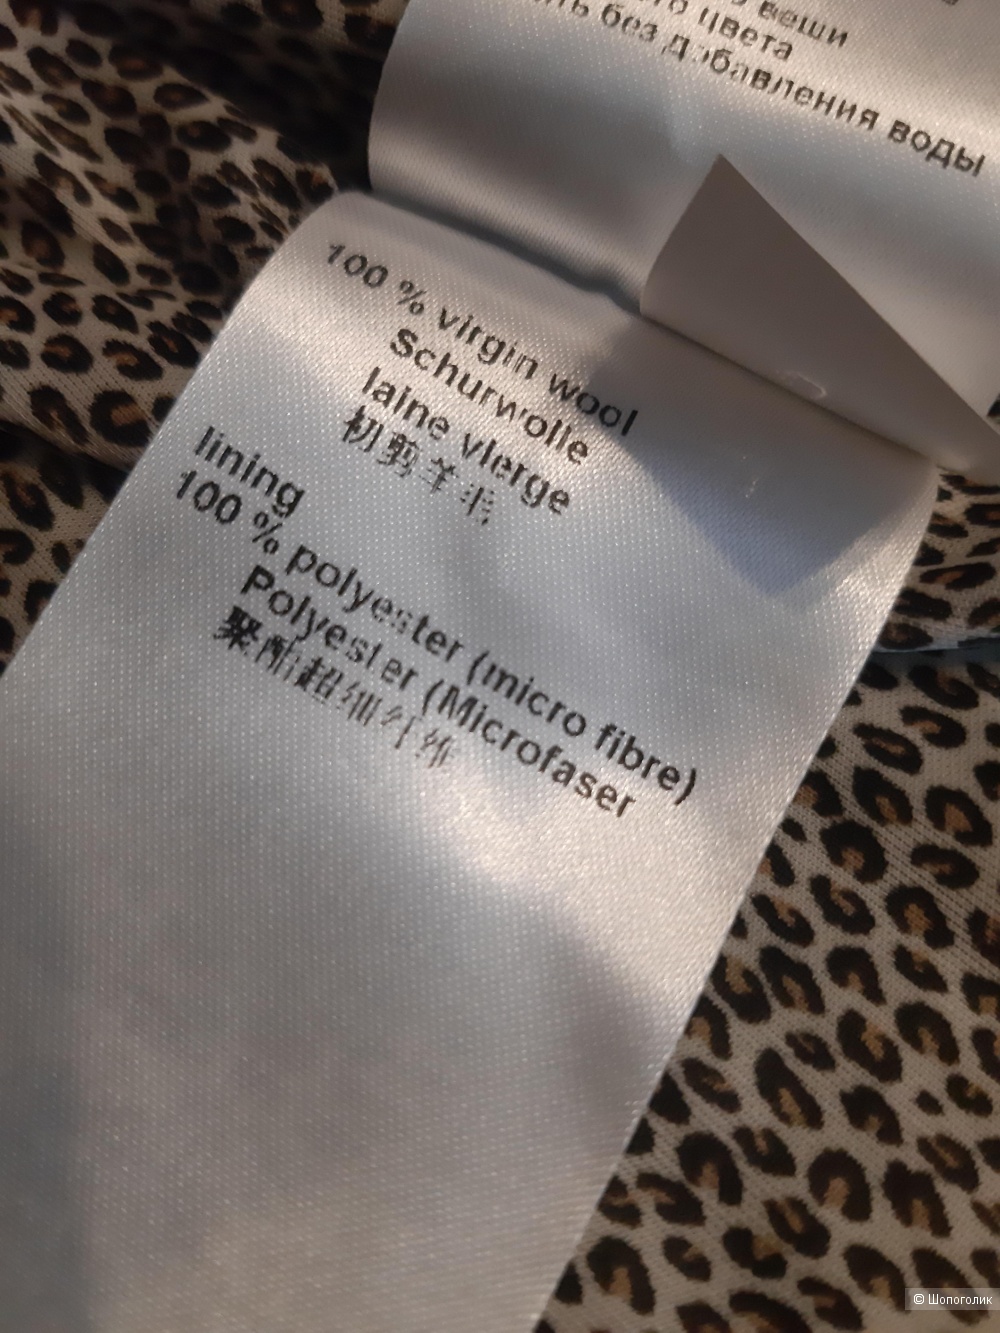 вещи
цвета
без добавления воды
100 % virgin wool
Schurwolle
laine vierge
初剪羊毛
lining
100 % polyester (micro fibre)
Polyester (Microfaser
聚酯超细纤维
© Шопоголик